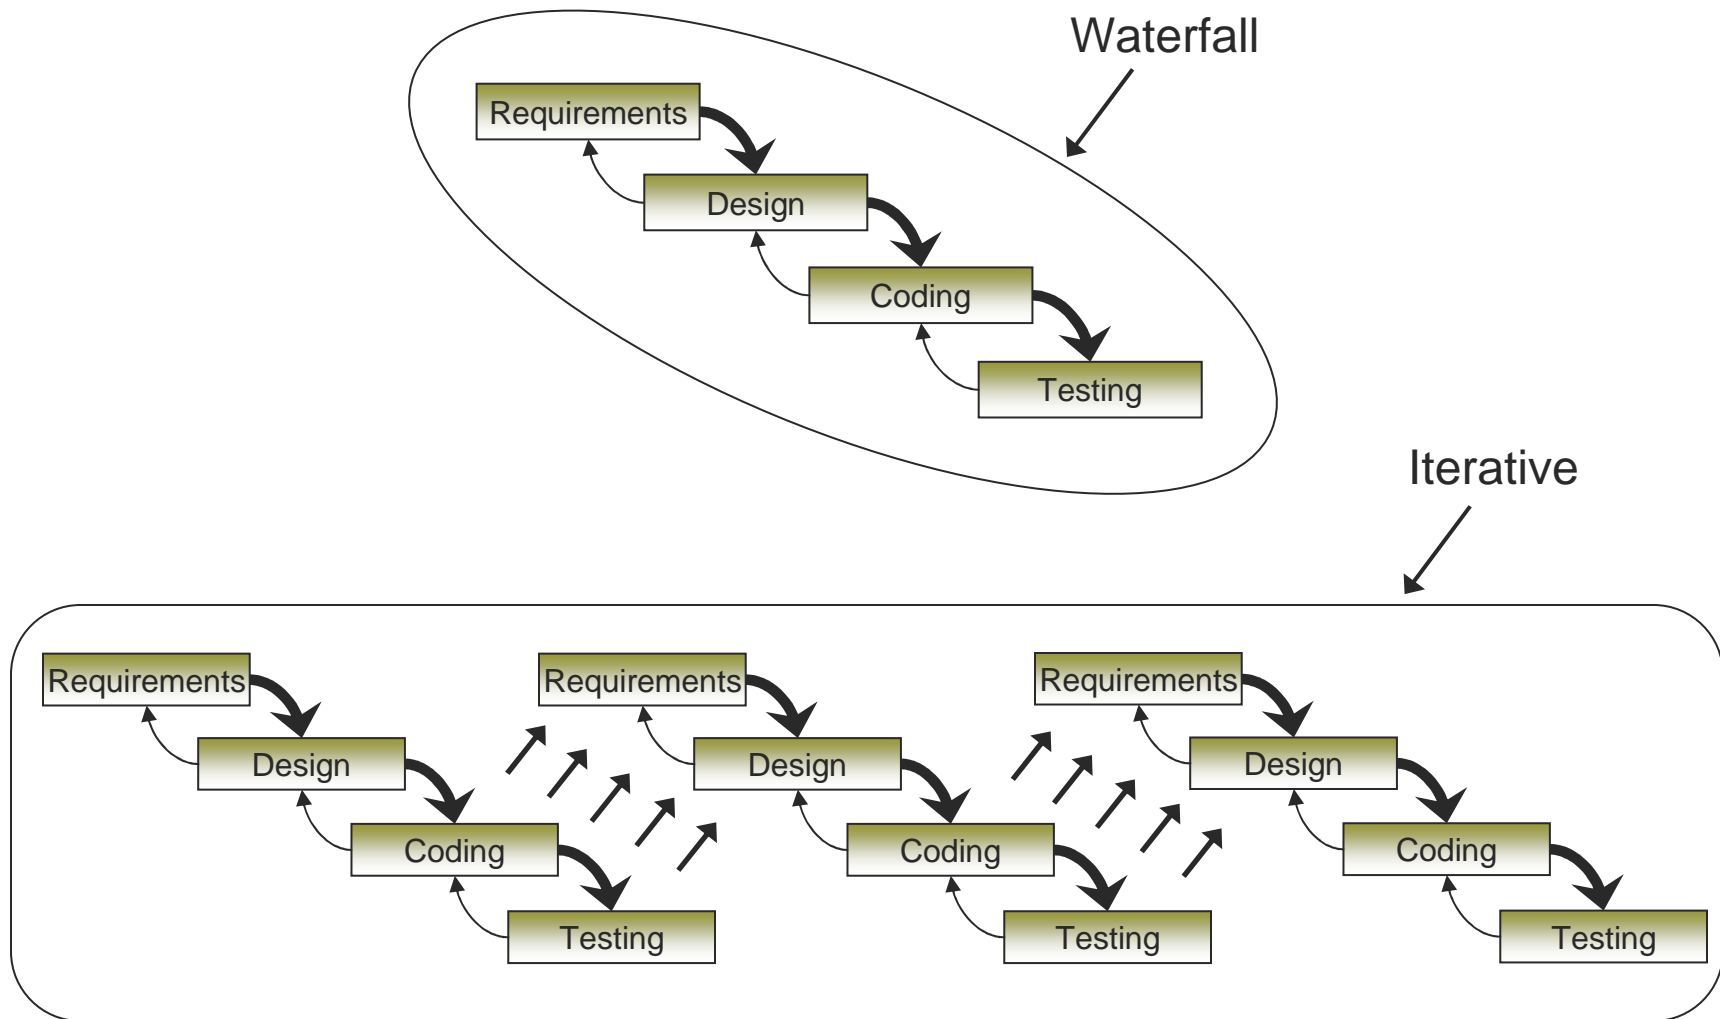 Waterfall
Requirements
Design
Coding
Testing
Iterative
Requirements
Design
Coding
Testing
Requirements
Design
Coding
Testing
Requirements
Design
Coding
Testing